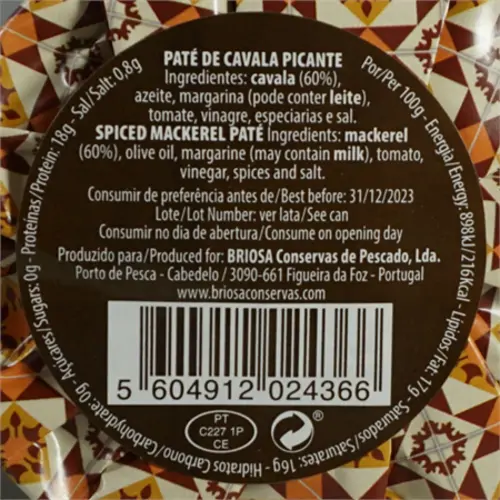 PATÉ DE CAVALA PICANTE
Ingredientes: cavala (60%),
azeite, margarina (pode conter leite),
tomate, vinagre, especiarias e sal.
SPICED MACKEREL PATÉ Ingredients: mackerel
(60%), olive oil, margarine (may contain milk), tomato,
vinegar, spices and salt.
Consumir de preferência antes de/Best before: 31/12/2023
Lote/Lot Number: ver lata/See can
Consumir no dia de abertura/Consume on opening day
Produzido para/Produced for: BRIOSA Conservas de Pescado, Lda.
Porto de Pesca - Cabedelo / 3090-661 Figueira da Foz - Portugal
www.briosaconservas.com
5 604912 024366
PT
C227 1P
CE
Por/Per 100g - Energia/Energy: 898KJ/216Kcal - Lípidos/Fat: 17g - Saturados/Saturates: 16g - Hidratos Carbono/Carbohydrate: 0g - Açúcares/Sugars: 0g - Proteínas/Protein: 18g - Sal/Salt: 0,8g